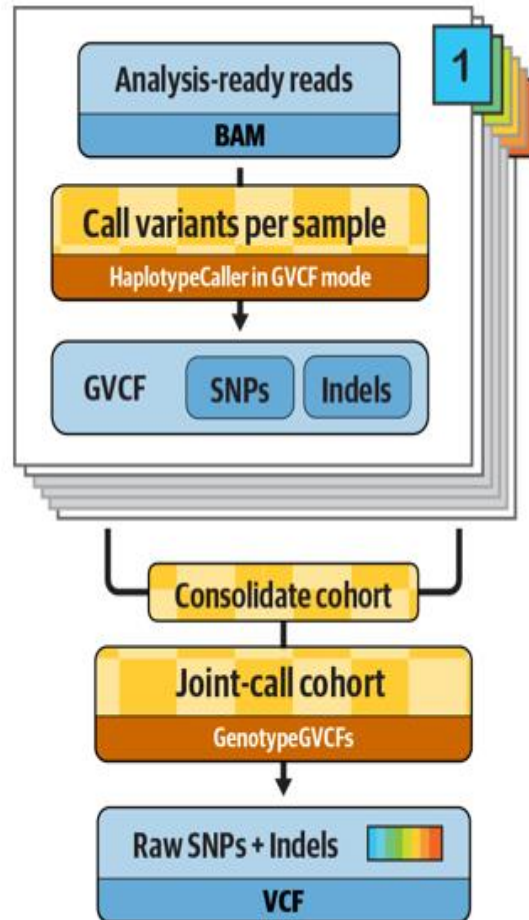 1
Analysis-ready reads
BAM
Call variants per sample
HaplotypeCaller in GVCF mode
GVCF SNPs Indels
Consolidate cohort
Joint-call cohort
GenotypeGVCFs
Raw SNPs + Indels
VCF